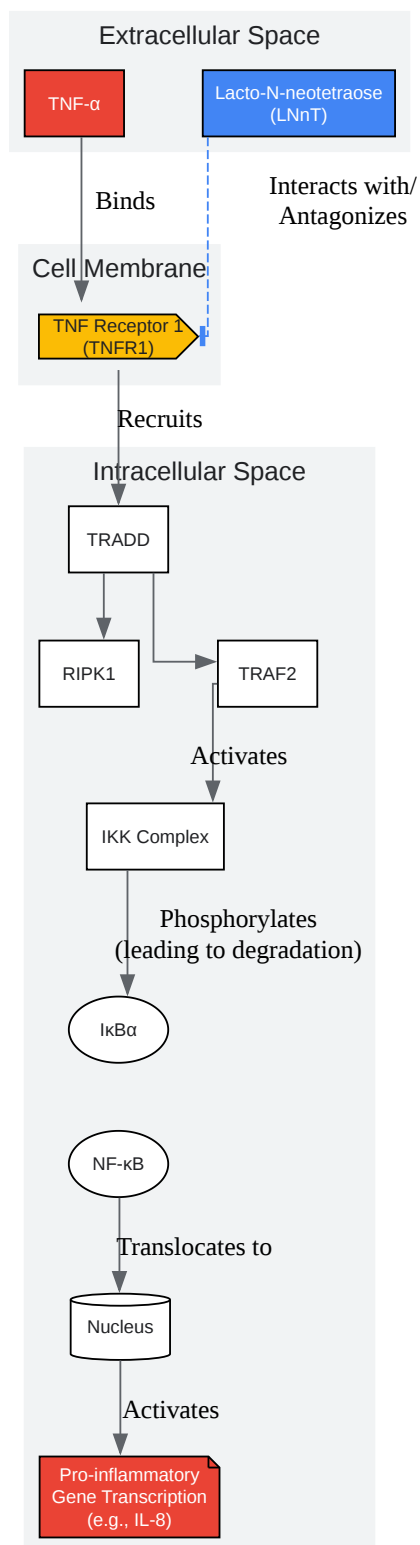 Extracellular Space
TNF-α
Lacto-N-neotetraose
(LNnT)
Binds
Interacts with/
Antagonizes
Cell Membrane
TNF Receptor 1
(TNFR1)
Recruits
Intracellular Space
TRADD
RIPK1
TRAF2
Activates
IKK Complex
Phosphorylates
(leading to degradation)
IκBα
NF-κB
Translocates to
Nucleus
Activates
Pro-inflammatory
Gene Transcription
(e.g., IL-8)